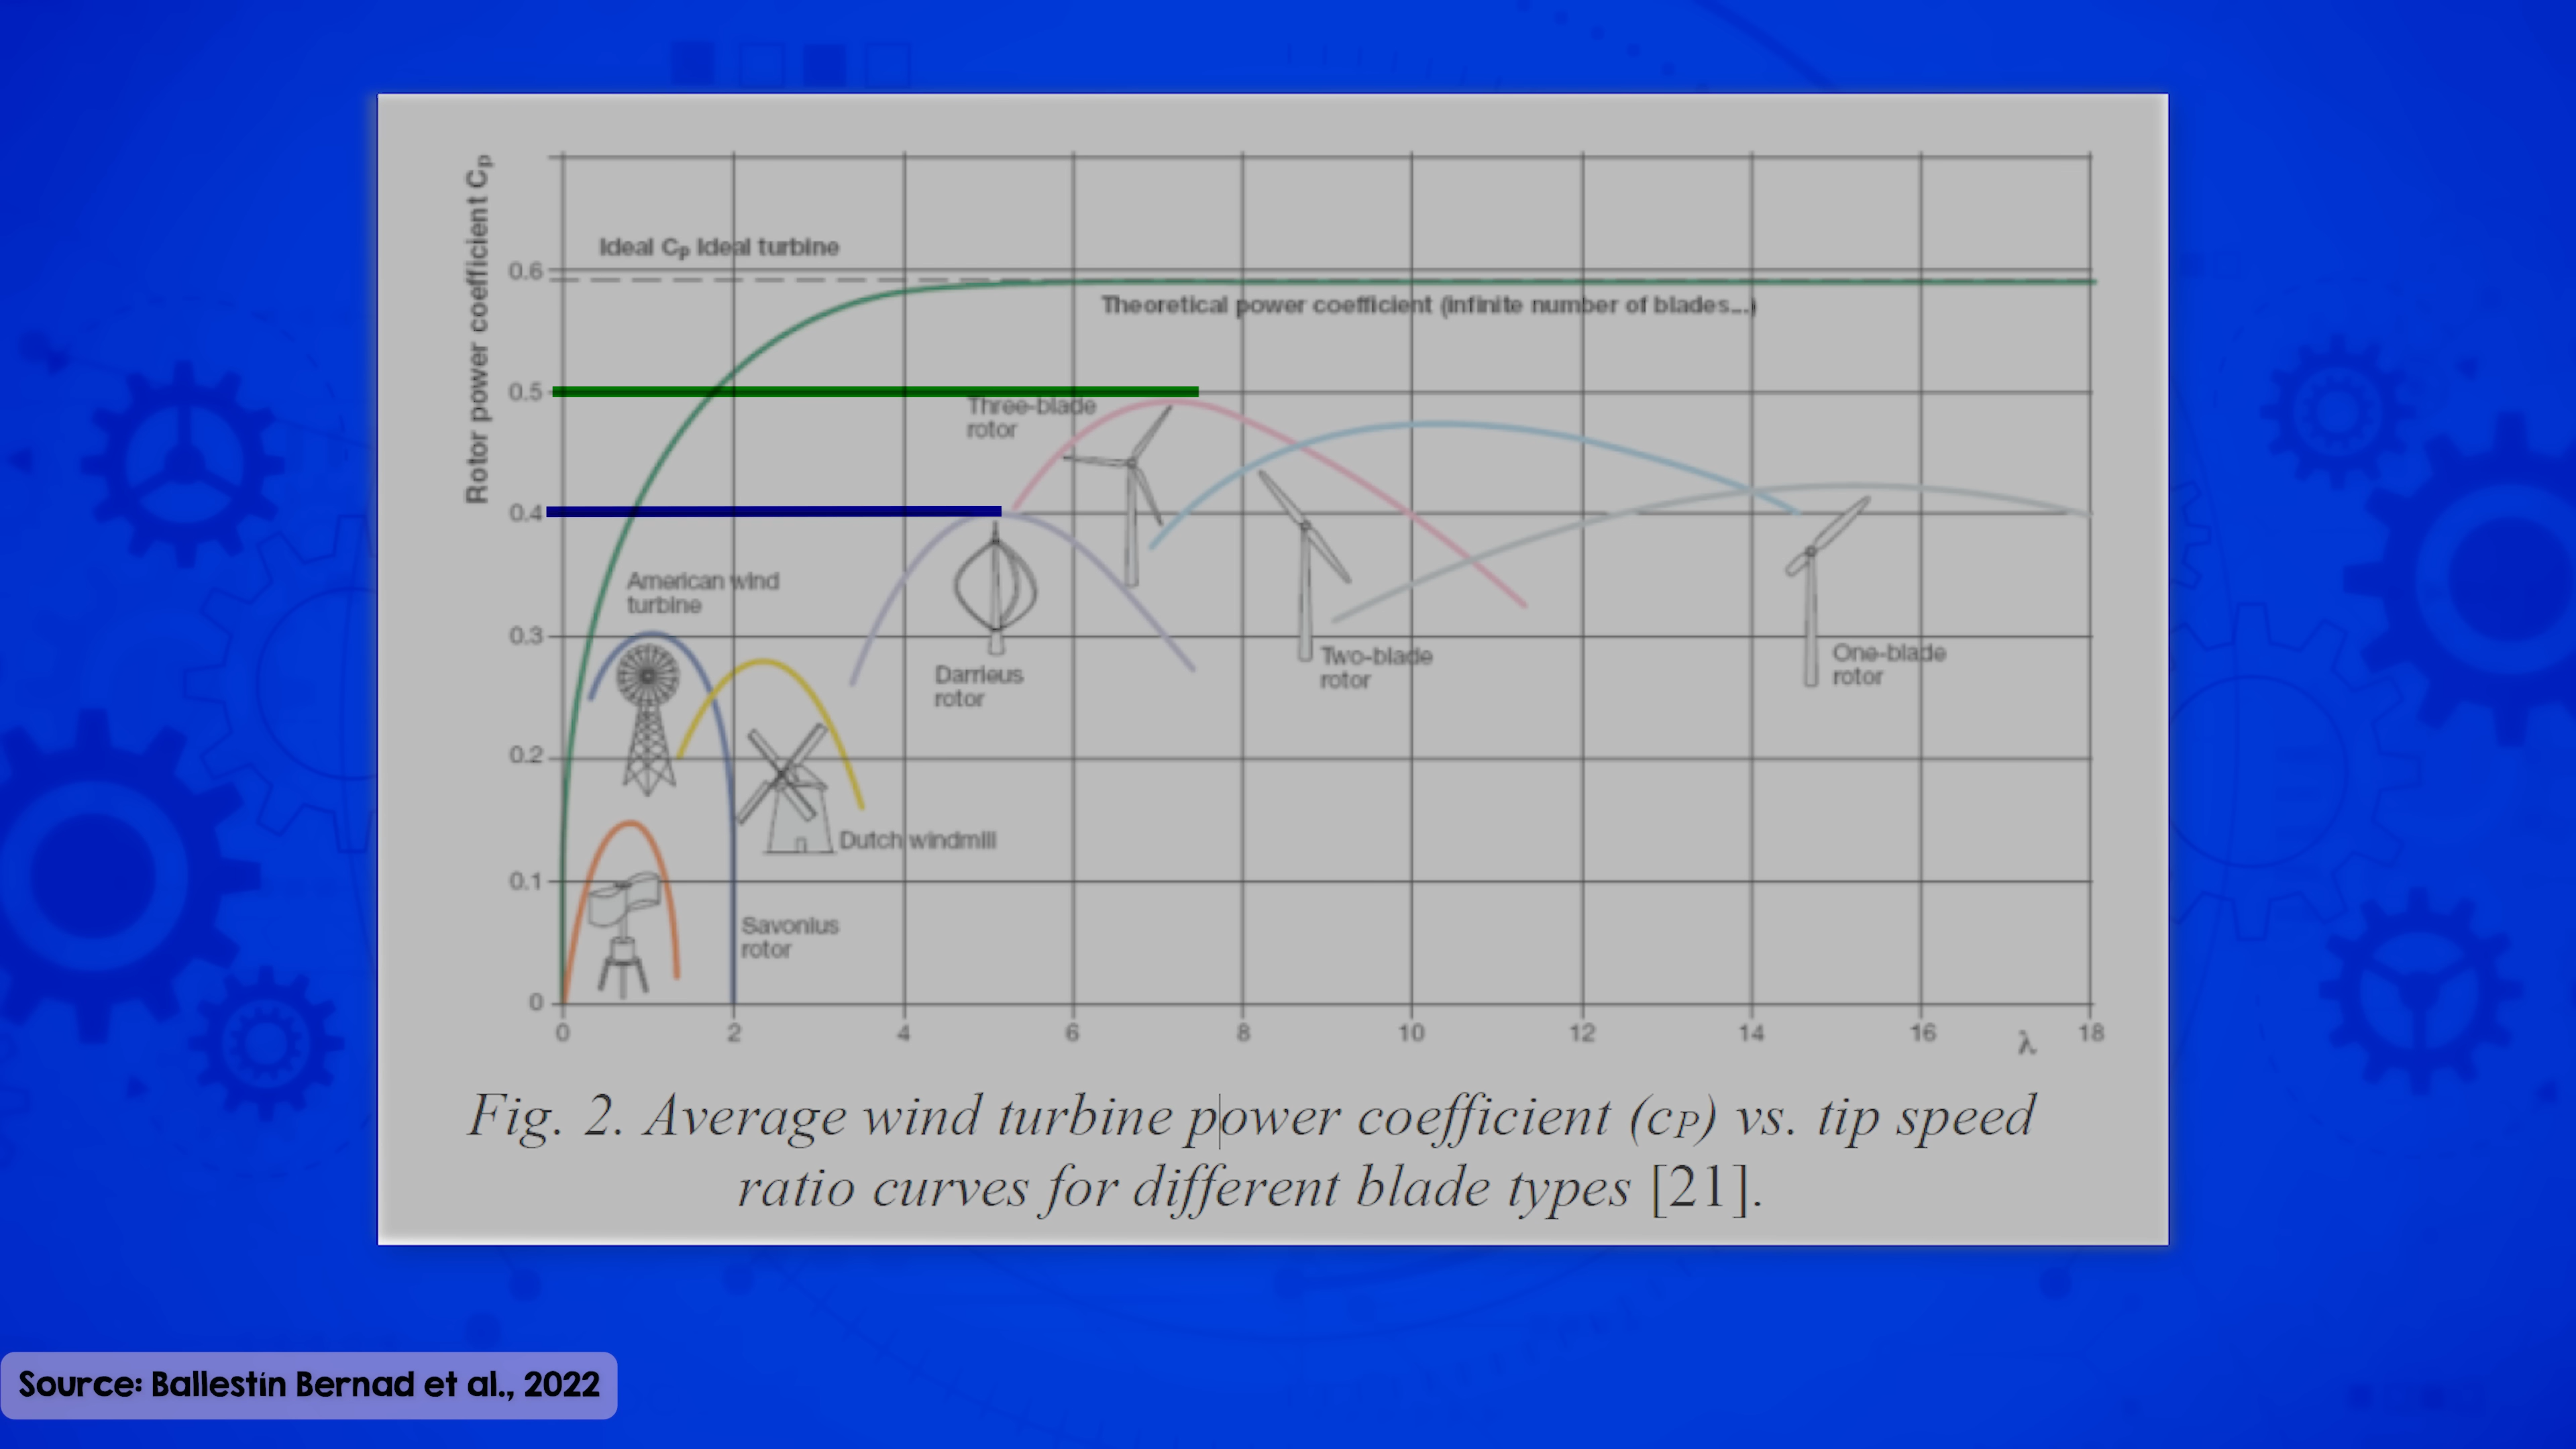 Rotor power coefficient Cp
Ideal Cp Ideal turbine
0.6
Theoretical power coefficient (infinite number of blades...)
0.5
Three-blade
rotor
0.4
American wind
turbine
0.3
Darrieus
rotor
Two-blade
rotor
One-blade
rotor
0.2
Dutch windmill
0.1
Savonius
rotor
0
0 2 4 6 8 10 12 14 16 λ 18
Fig. 2. Average wind turbine power coefficient (cP) vs. tip speed
ratio curves for different blade types [21].
Source: Ballestín Bernad et al., 2022